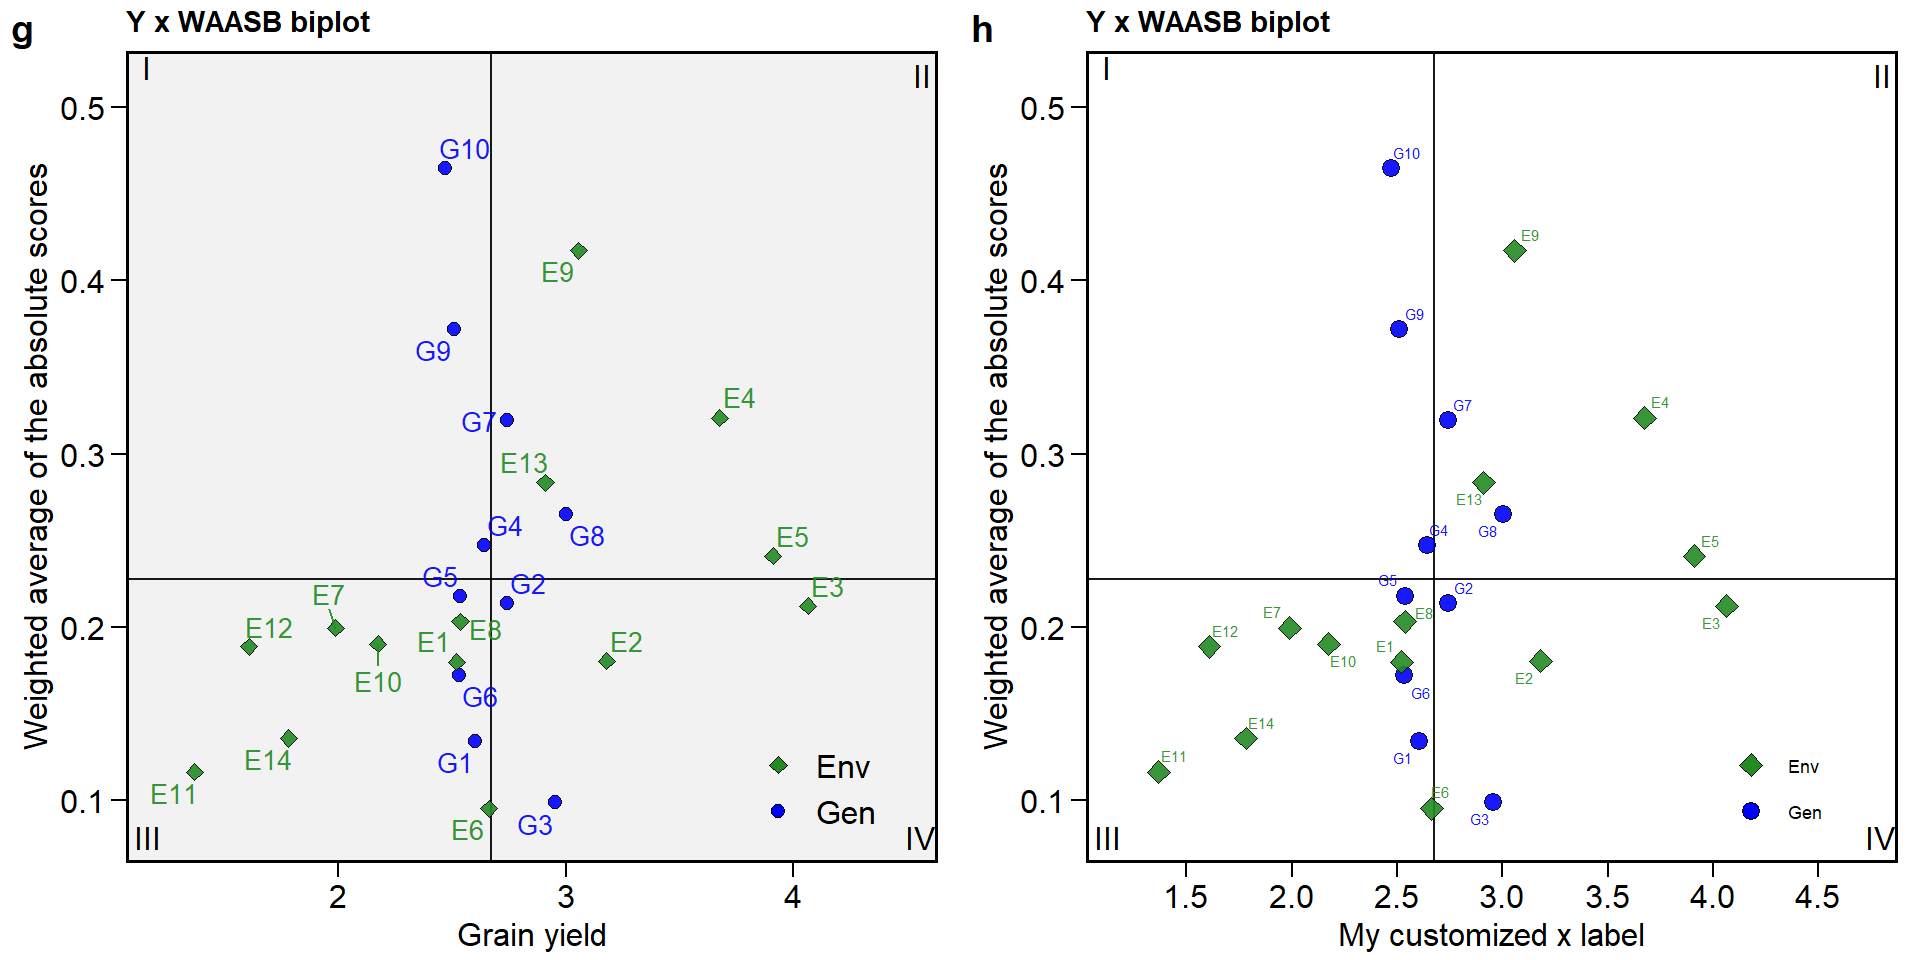 g
Y x WAASB biplot
I
II
0.5
G10
E9
0.4
G9
E4
G7
0.3
E13
G4
G8
E5
G5
G2
E7
E3
0.2
E12
E8
E1
E2
E10
G6
E14
G1
E11
Env
0.1
Gen
E6
G3
III
IV
2
3
4
Grain yield
Weighted average of the absolute scores
h
Y x WAASB biplot
I
II
0.5
G10
E9
0.4
G9
E4
G7
0.3
E13
G4
G8
E5
G5
G2
E7
E8
E3
0.2
E12
E1
E10
E2
G6
E14
G1
E11
Env
0.1
E6
Gen
G3
III
IV
1.5
2.0
2.5
3.0
3.5
4.0
4.5
My customized x label
Weighted average of the absolute scores